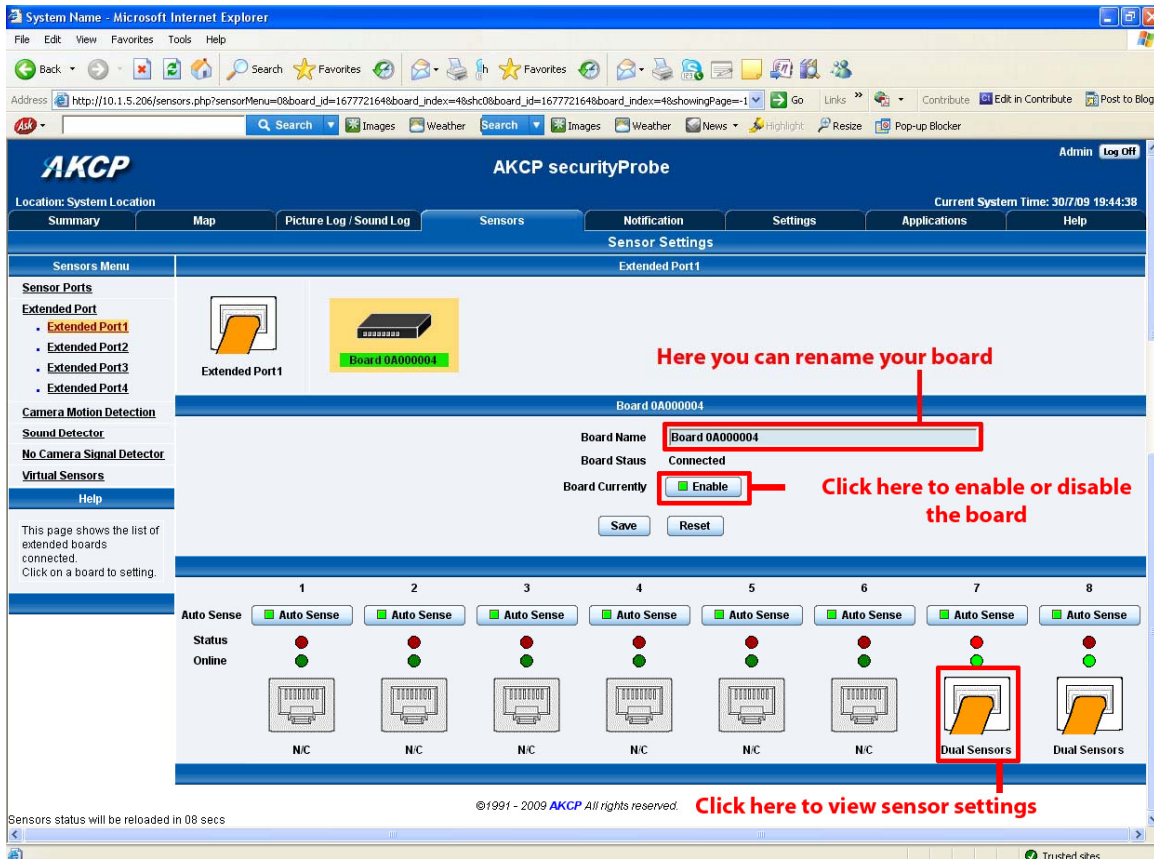 System Name - Microsoft Internet Explorer
File Edit View Favorites Tools Help
Back Search Favorites Favorites
Address http://10.1.5.206/sensors.php?sensorMenu=0&board_id=16777216&board_index=4&shc0&board_id=16777216&board_index=4&showingPage=-1 Go Links » Contribute Edit in Contribute Post to Blog
Ask Search Images Weather Search Images Weather News Highlight Resize Pop-up Blocker
AKCP
AKCP securityProbe
Admin Log Off
Location: System Location
Current System Time: 30/7/09 19:44:38
Summary Map Picture Log / Sound Log Sensors Notification Settings Applications Help
Sensor Settings
Sensors Menu
Sensor Ports
Extended Port
Extended Port1
Extended Port2
Extended Port3
Extended Port4
Camera Motion Detection
Sound Detector
No Camera Signal Detector
Virtual Sensors
Help
This page shows the list of
extended boards
connected.
Click on a board to setting.
Extended Port1
Extended Port1
Board 0A000004
Here you can rename your board
Board 0A000004
Board Name Board 0A000004
Board Staus Connected
Board Currently Enable
Click here to enable or disable
the board
Save Reset
1 2 3 4 5 6 7 8
Auto Sense Auto Sense Auto Sense Auto Sense Auto Sense Auto Sense Auto Sense Auto Sense Auto Sense
Status
Online
N/C N/C N/C N/C N/C N/C Dual Sensors Dual Sensors
©1991 - 2009 AKCP All rights reserved.
Click here to view sensor settings
Sensors status will be reloaded in 08 secs
Trusted sites